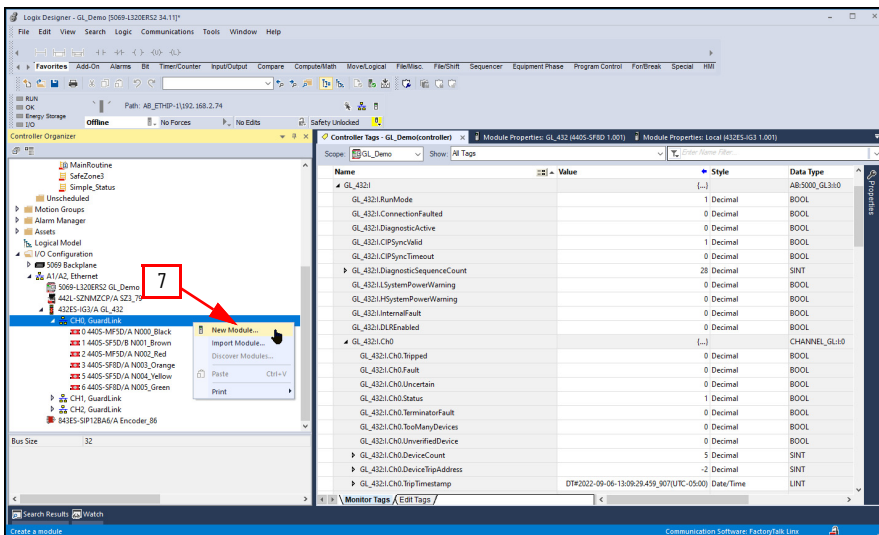 Logix Designer - GL_Demo [5069-L320ERS2 34.11]*
File Edit View Search Logic Communications Tools Window Help
Favorites Add-On Alarms Bit Timer/Counter Input/Output Compare Compute/Math Move/Logical File/Misc. File/Shift Sequencer Equipment Phase Program Control For/Break Special HMI
RUN
OK
Energy Storage
I/O
Path: AB_ETHIP-1\192.168.2.74
Offline No Forces No Edits Safety Unlocked
Controller Organizer
Controller Tags - GL_Demo(controller) Module Properties: GL_432 (440S-SF8D 1.001) Module Properties: Local (432ES-IG3 1.001)
Scope: GL_Demo Show: All Tags Enter Name Filter...
Name Value Style Data Type
GL_432:I {...} AB:5000_GL3:I:0
GL_432:I.RunMode 1 Decimal BOOL
GL_432:I.ConnectionFaulted 0 Decimal BOOL
GL_432:I.DiagnosticActive 0 Decimal BOOL
GL_432:I.CIPSyncValid 1 Decimal BOOL
GL_432:I.CIPSyncTimeout 0 Decimal BOOL
GL_432:I.DiagnosticSequenceCount 28 Decimal SINT
GL_432:I.LSystemPowerWarning 0 Decimal BOOL
GL_432:I.HSystemPowerWarning 0 Decimal BOOL
GL_432:I.InternalFault 0 Decimal BOOL
GL_432:I.DLREnabled 0 Decimal BOOL
GL_432:I.Ch0 {...} CHANNEL_GL:I:0
GL_432:I.Ch0.Tripped 0 Decimal BOOL
GL_432:I.Ch0.Fault 0 Decimal BOOL
GL_432:I.Ch0.Uncertain 0 Decimal BOOL
GL_432:I.Ch0.Status 1 Decimal BOOL
GL_432:I.Ch0.TerminatorFault 0 Decimal BOOL
GL_432:I.Ch0.TooManyDevices 0 Decimal BOOL
GL_432:I.Ch0.UnverifiedDevice 0 Decimal BOOL
GL_432:I.Ch0.DeviceCount 5 Decimal SINT
GL_432:I.Ch0.DeviceTripAddress -2 Decimal SINT
GL_432:I.Ch0.TripTimestamp DT#2022-09-06-13:09:29.459_907(UTC-05:00) Date/Time LINT
Monitor Tags Edit Tags
Properties
MainRoutine
SafeZone3
Simple_Status
Unscheduled
Motion Groups
Alarm Manager
Assets
Logical Model
I/O Configuration
5069 Backplane
A1/A2, Ethernet
5069-L320ERS2 GL_Demo
442L-SZNMZCP/A SZ3_79
432ES-IG3/A GL_432
CH0, GuardLink
0 440S-MF5D/A N000_Black
1 440S-SF5D/B N001_Brown
2 440S-MF5D/A N002_Red
3 440S-SF8D/A N003_Orange
5 440S-SF5D/A N004_Yellow
6 440S-SF8D/A N005_Green
CH1, GuardLink
CH2, GuardLink
843ES-SIP12BA6/A Encoder_86
7
New Module...
Import Module...
Discover Modules...
Paste Ctrl+V
Print
Bus Size 32
Search Results Watch
Create a module Communication Software: FactoryTalk Linx